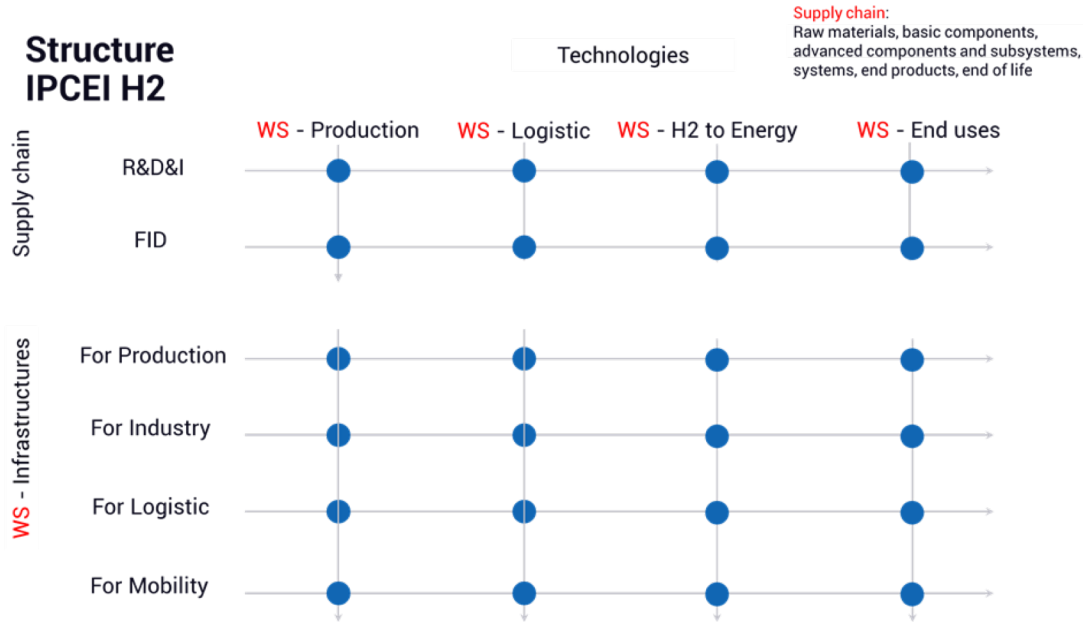 Structure
IPCEI H2
Technologies
Supply chain:
Raw materials, basic components,
advanced components and subsystems,
systems, end products, end of life
WS - Production
WS - Logistic
WS - H2 to Energy
WS - End uses
Supply chain
R&D&I
FID
WS - Infrastructures
For Production
For Industry
For Logistic
For Mobility